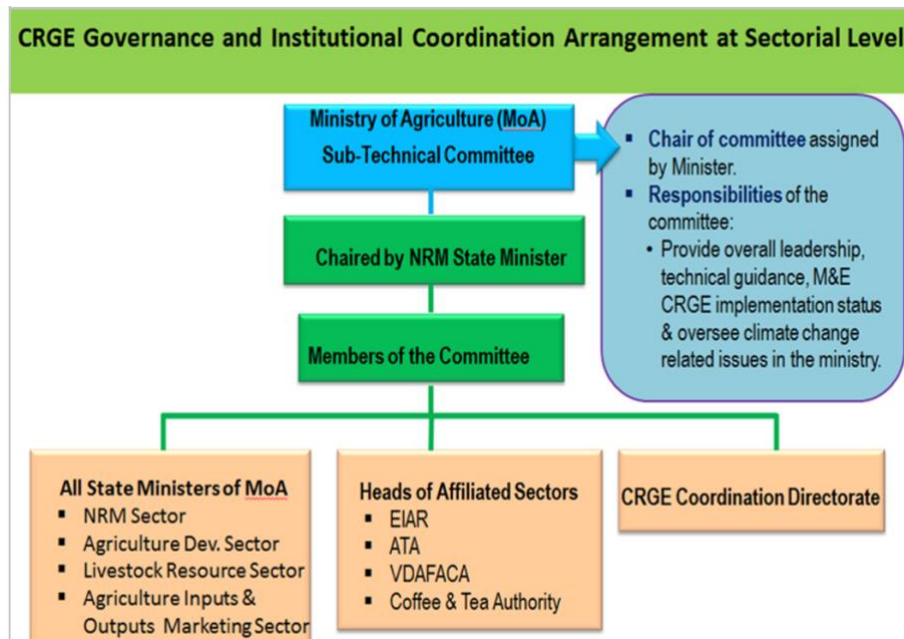 CRGE Governance and Institutional Coordination Arrangement at Sectorial Level
Ministry of Agriculture (MoA)
Sub-Technical Committee
▪ Chair of committee assigned
by Minister.
▪ Responsibilities of the
committee:
• Provide overall leadership,
technical guidance, M&E
CRGE implementation status
& oversee climate change
related issues in the ministry.
Chaired by NRM State Minister
Members of the Committee
All State Ministers of MoA
▪ NRM Sector
▪ Agriculture Dev. Sector
▪ Livestock Resource Sector
▪ Agriculture Inputs &
Outputs Marketing Sector
Heads of Affiliated Sectors
▪ EIAR
▪ ATA
▪ VDAFACA
▪ Coffee & Tea Authority
CRGE Coordination Directorate